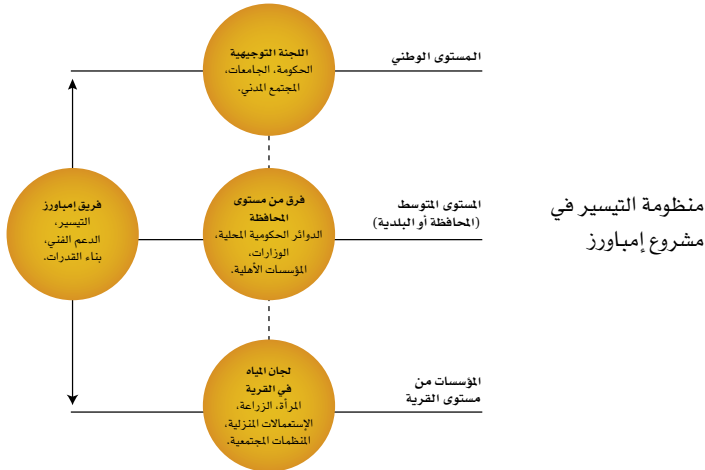 منظومة التيسير في
مشروع إمباورز
المستوى الوطني
اللجنة التوجيهية
الحكومة، الجامعات،
المجتمع المدني.
المستوى المتوسط
(المحافظة أو البلدية)
فرق من مستوى
المحافظة
الدوائر الحكومية المحلية،
الوزارات،
المؤسسات الأهلية.
فريق إمباورز
التيسير،
الدعم الفني،
بناء القدرات.
المؤسسات من
مستوى القرية
لجان المياه
في القرية
المرأة، الزراعة،
الإستعمالات المنزلية،
المنظمات المجتمعية.